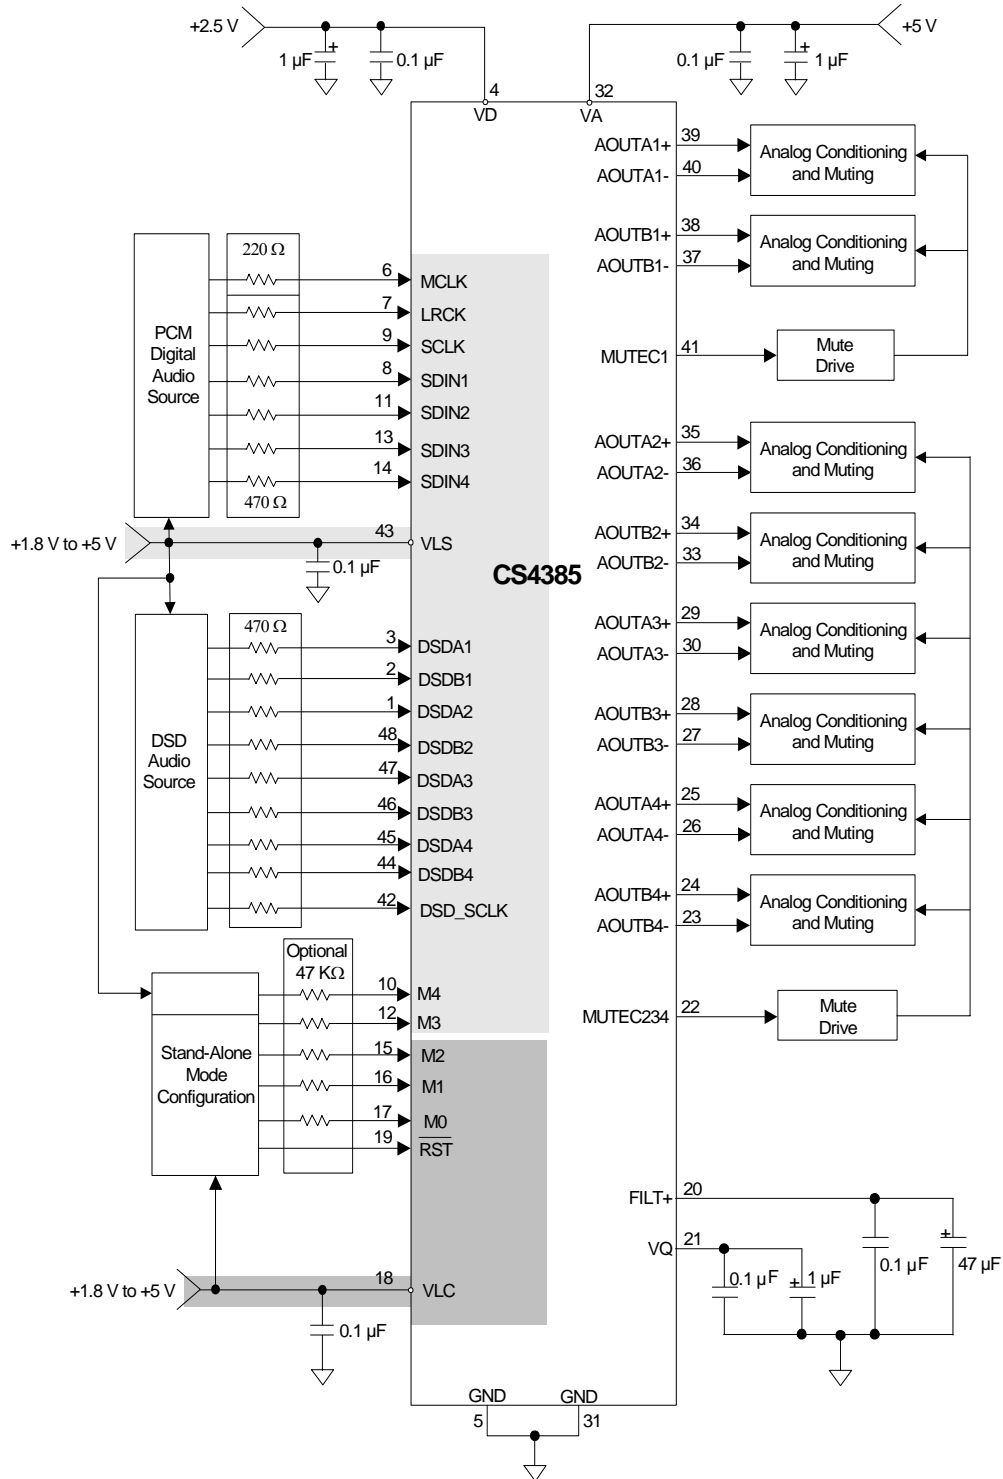 +2.5 V
+5 V
1 µF
+
0.1 µF
0.1 µF
+
1 µF
4
32
VD
VA
AOUTA1+
39
AOUTA1-
40
Analog Conditioning
and Muting
AOUTB1+
38
AOUTB1-
37
Analog Conditioning
and Muting
MUTEC1
41
Mute
Drive
PCM
Digital
Audio
Source
220 Ω
6
MCLK
7
LRCK
9
SCLK
8
SDIN1
11
SDIN2
13
SDIN3
14
SDIN4
470 Ω
AOUTA2+
35
AOUTA2-
36
Analog Conditioning
and Muting
+1.8 V to +5 V
43
VLS
0.1 µF
CS4385
AOUTB2+
34
AOUTB2-
33
Analog Conditioning
and Muting
AOUTA3+
29
AOUTA3-
30
Analog Conditioning
and Muting
AOUTB3+
28
AOUTB3-
27
Analog Conditioning
and Muting
AOUTA4+
25
AOUTA4-
26
Analog Conditioning
and Muting
AOUTB4+
24
AOUTB4-
23
Analog Conditioning
and Muting
MUTEC234
22
Mute
Drive
DSD
Audio
Source
470 Ω
3
DSDA1
2
DSDB1
1
DSDA2
48
DSDB2
47
DSDA3
46
DSDB3
45
DSDA4
44
DSDB4
42
DSD_SCLK
Optional
47 KΩ
Stand-Alone
Mode
Configuration
10
M4
12
M3
15
M2
16
M1
17
M0
19
RST
+1.8 V to +5 V
18
VLC
0.1 µF
FILT+
20
VQ
21
0.1 µF
+
1 µF
0.1 µF
+
47 µF
GND
GND
5
31